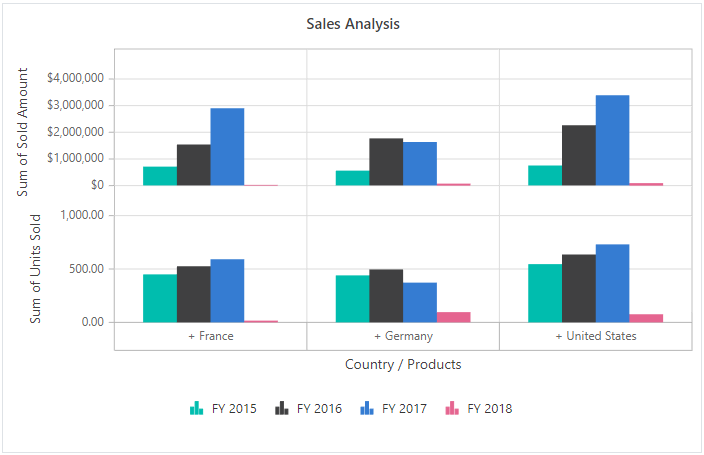 Sales Analysis
Sum of Sold Amount
$4,000,000
$3,000,000
$2,000,000
$1,000,000
$0
Sum of Units Sold
1,000.00
500.00
0.00
+ France
+ Germany
+ United States
Country / Products
FY 2015
FY 2016
FY 2017
FY 2018